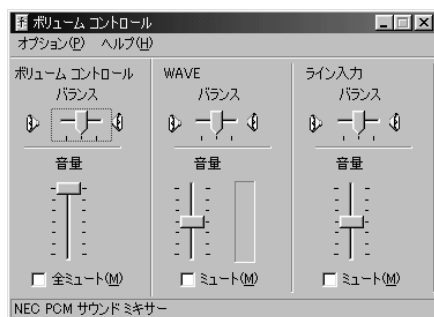 ボリューム コントロール
オプション(P) ヘルプ(H)
ボリューム コントロール
バランス
音量
全ミュート(M)
WAVE
バランス
音量
ミュート(M)
ライン入力
バランス
音量
ミュート(M)
NEC PCM サウンド ミキサー